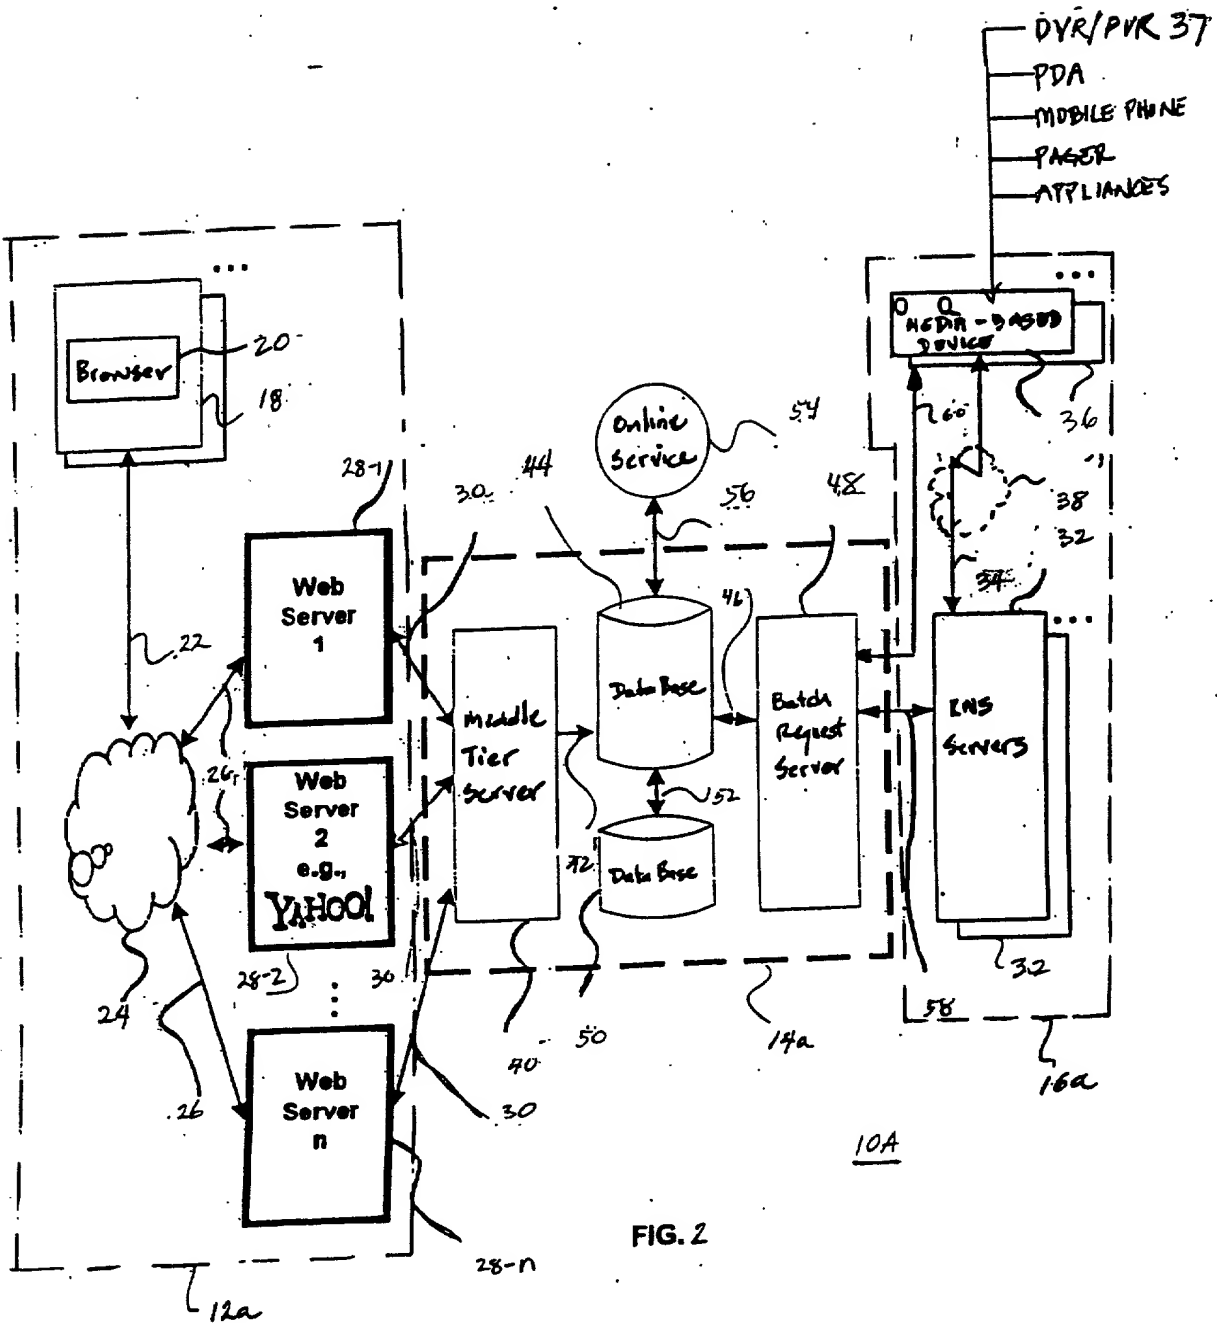 DVR/PVR 37
PDA
MOBILE PHONE
PAGER
APPLIANCES
...
Browser
20
18
22
24
26
26
28-1
Web
Server
1
Web
Server
2
e.g.,
YAHOO!
28-2
Web
Server
n
28-n
12a
30
30
30
44
Online
Service
54
56
48
Middle
Tier
Server
40
42
Data Base
46
52
Data Base
50
Batch
Request
Server
14a
...
MEDIA-BASED
DEVICE
60
36
38
32
34
...
Servers
32
58
16a
10A
FIG. 2